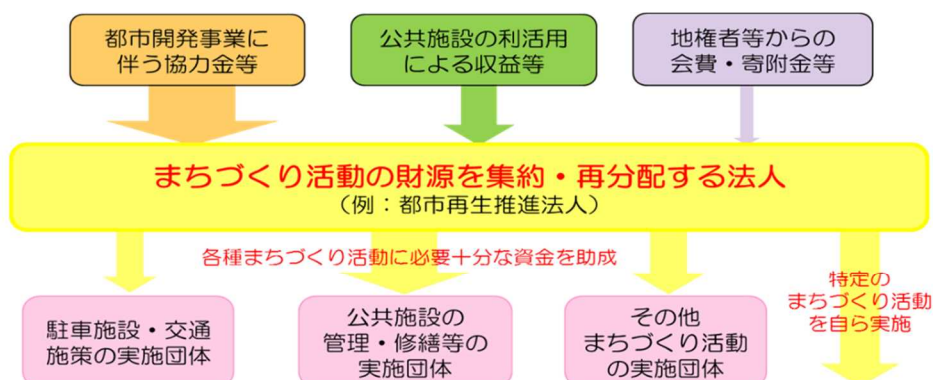 都市開発事業に
伴う協力金等
公共施設の利活用
による収益等
地権者等からの
会費・寄附金等
まちづくり活動の財源を集約・再分配する法人
（例：都市再生推進法人）
各種まちづくり活動に必要十分な資金を助成
特定の
まちづくり活動
を自ら実施
駐車施設・交通
施策の実施団体
公共施設の
管理・修繕等の
実施団体
その他
まちづくり活動
の実施団体